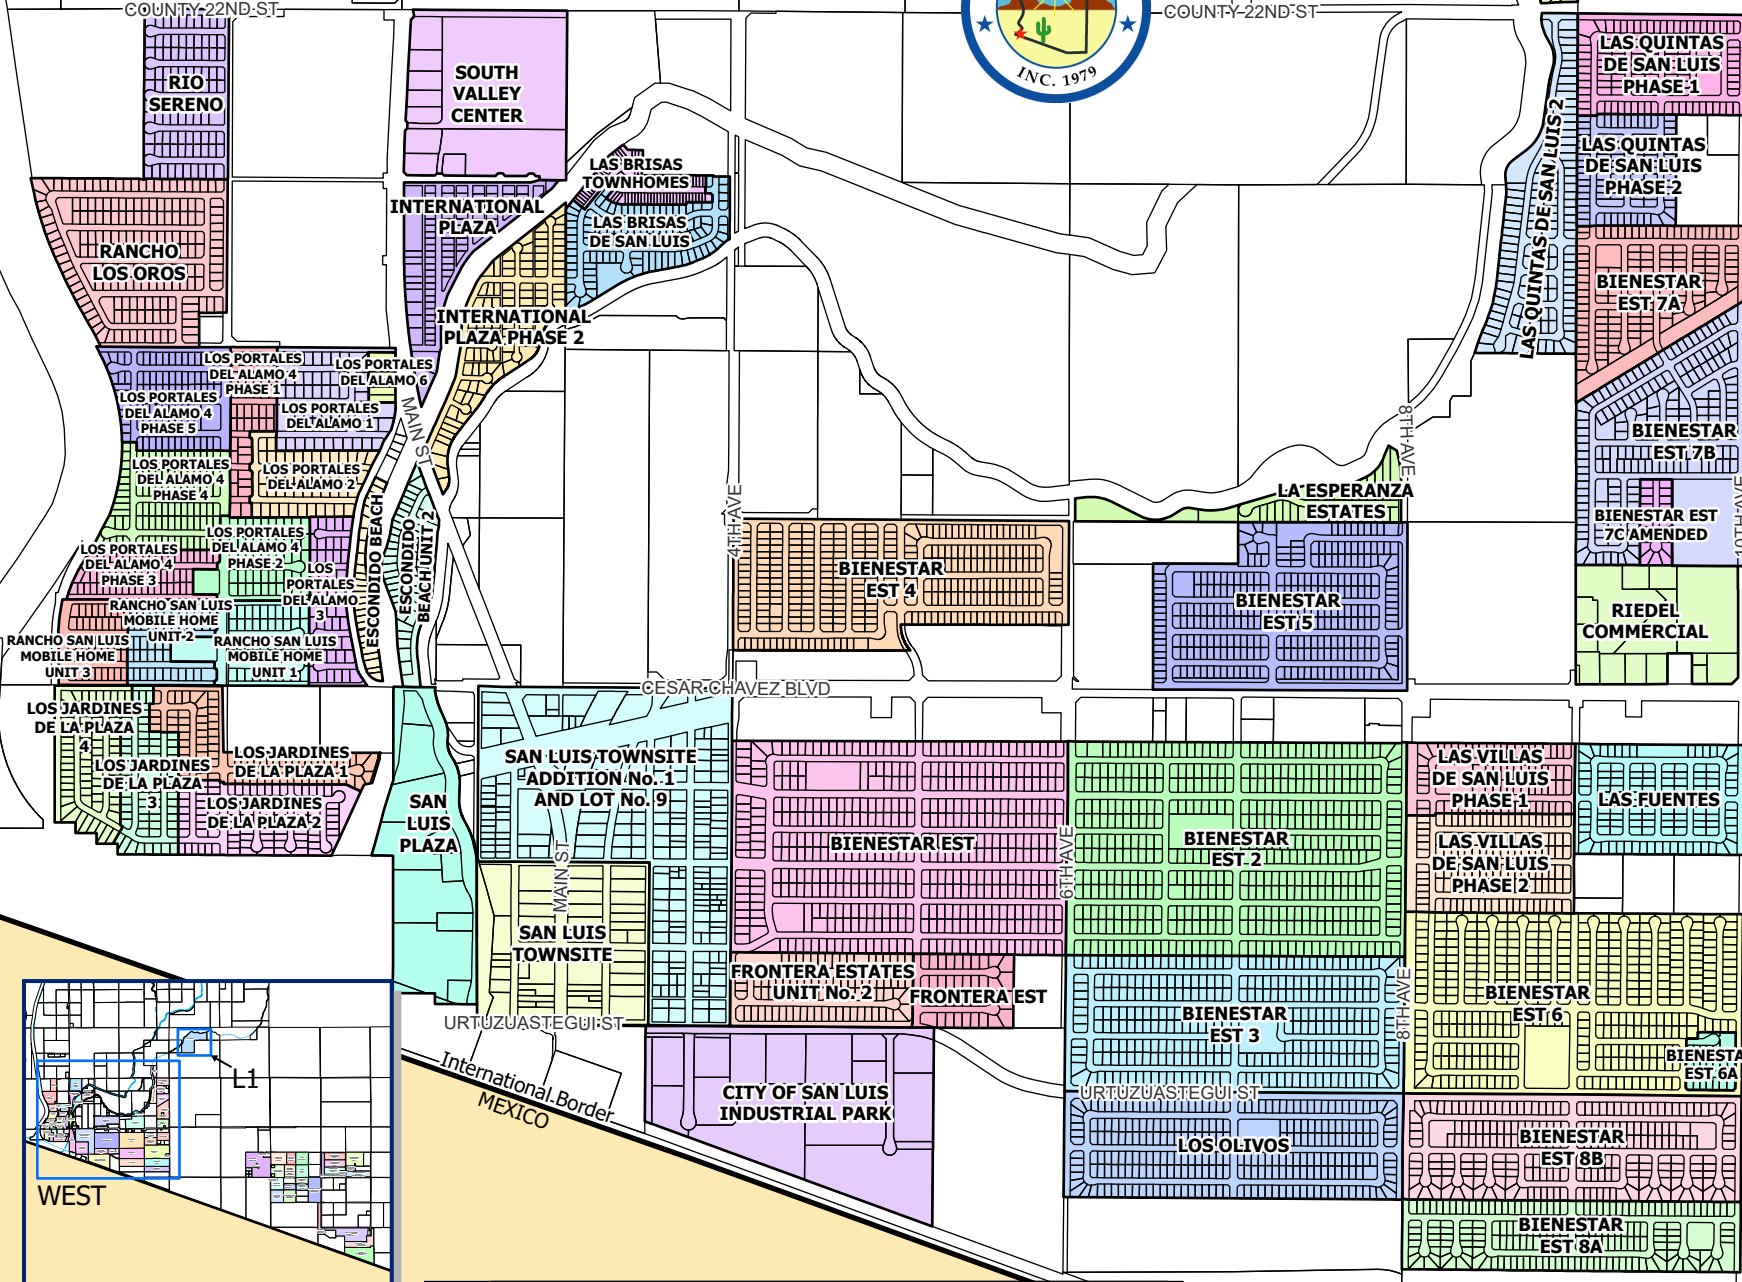 COUNTY 22ND ST
COUNTY 22ND ST
INC. 1979
RIO
SERENO
SOUTH
VALLEY
CENTER
LAS QUINTAS
DE SAN LUIS
PHASE 1
LAS QUINTAS
DE SAN LUIS
PHASE 2
LAS QUINTAS DE SAN LUIS 2
LAS BRISAS
TOWNHOMES
INTERNATIONAL
PLAZA
LAS BRISAS
DE SAN LUIS
RANCHO
LOS OROS
BIENESTAR
EST 7A
INTERNATIONAL
PLAZA PHASE 2
LOS PORTALES
DEL ALAMO 4
PHASE 1
LOS PORTALES
DEL ALAMO 6
LOS PORTALES
DEL ALAMO 4
PHASE 5
LOS PORTALES
DEL ALAMO 1
MAIN ST
8TH AVE
BIENESTAR
EST 7B
LOS PORTALES
DEL ALAMO 4
PHASE 4
LOS PORTALES
DEL ALAMO 2
LA ESPERANZA
ESTATES
4TH AVE
10TH AVE
BIENESTAR EST
7C AMENDED
ESCONDIDO BEACH
ESCONDIDO
BEACH UNIT 2
LOS PORTALES
DEL ALAMO 4
PHASE 2
LOS PORTALES
DEL ALAMO 4
PHASE 3
LOS
PORTALES
DEL ALAMO
3
BIENESTAR
EST 4
BIENESTAR
EST 5
RIEDEL
COMMERCIAL
RANCHO SAN LUIS
MOBILE HOME
UNIT 2
RANCHO SAN LUIS
MOBILE HOME
UNIT 3
RANCHO SAN LUIS
MOBILE HOME
UNIT 1
CESAR CHAVEZ BLVD
LOS JARDINES
DE LA PLAZA
4
LOS JARDINES
DE LA PLAZA 1
LOS JARDINES
DE LA PLAZA
3
LOS JARDINES
DE LA PLAZA 2
SAN
LUIS
PLAZA
SAN LUIS TOWNSITE
ADDITION No. 1
AND LOT No. 9
LAS VILLAS
DE SAN LUIS
PHASE 1
LAS FUENTES
BIENESTAR EST
BIENESTAR
EST 2
LAS VILLAS
DE SAN LUIS
PHASE 2
MAIN ST
6TH AVE
SAN LUIS
TOWNSITE
FRONTERA ESTATES
UNIT No. 2
FRONTERA EST
8TH AVE
BIENESTAR
EST 6
BIENESTAR
EST 3
URTUZUASTEGUI ST
BIENESTA
EST 6A
International Border
MEXICO
CITY OF SAN LUIS
INDUSTRIAL PARK
URTUZUASTEGUI ST
LOS OLIVOS
BIENESTAR
EST 8B
BIENESTAR
EST 8A
L1
WEST